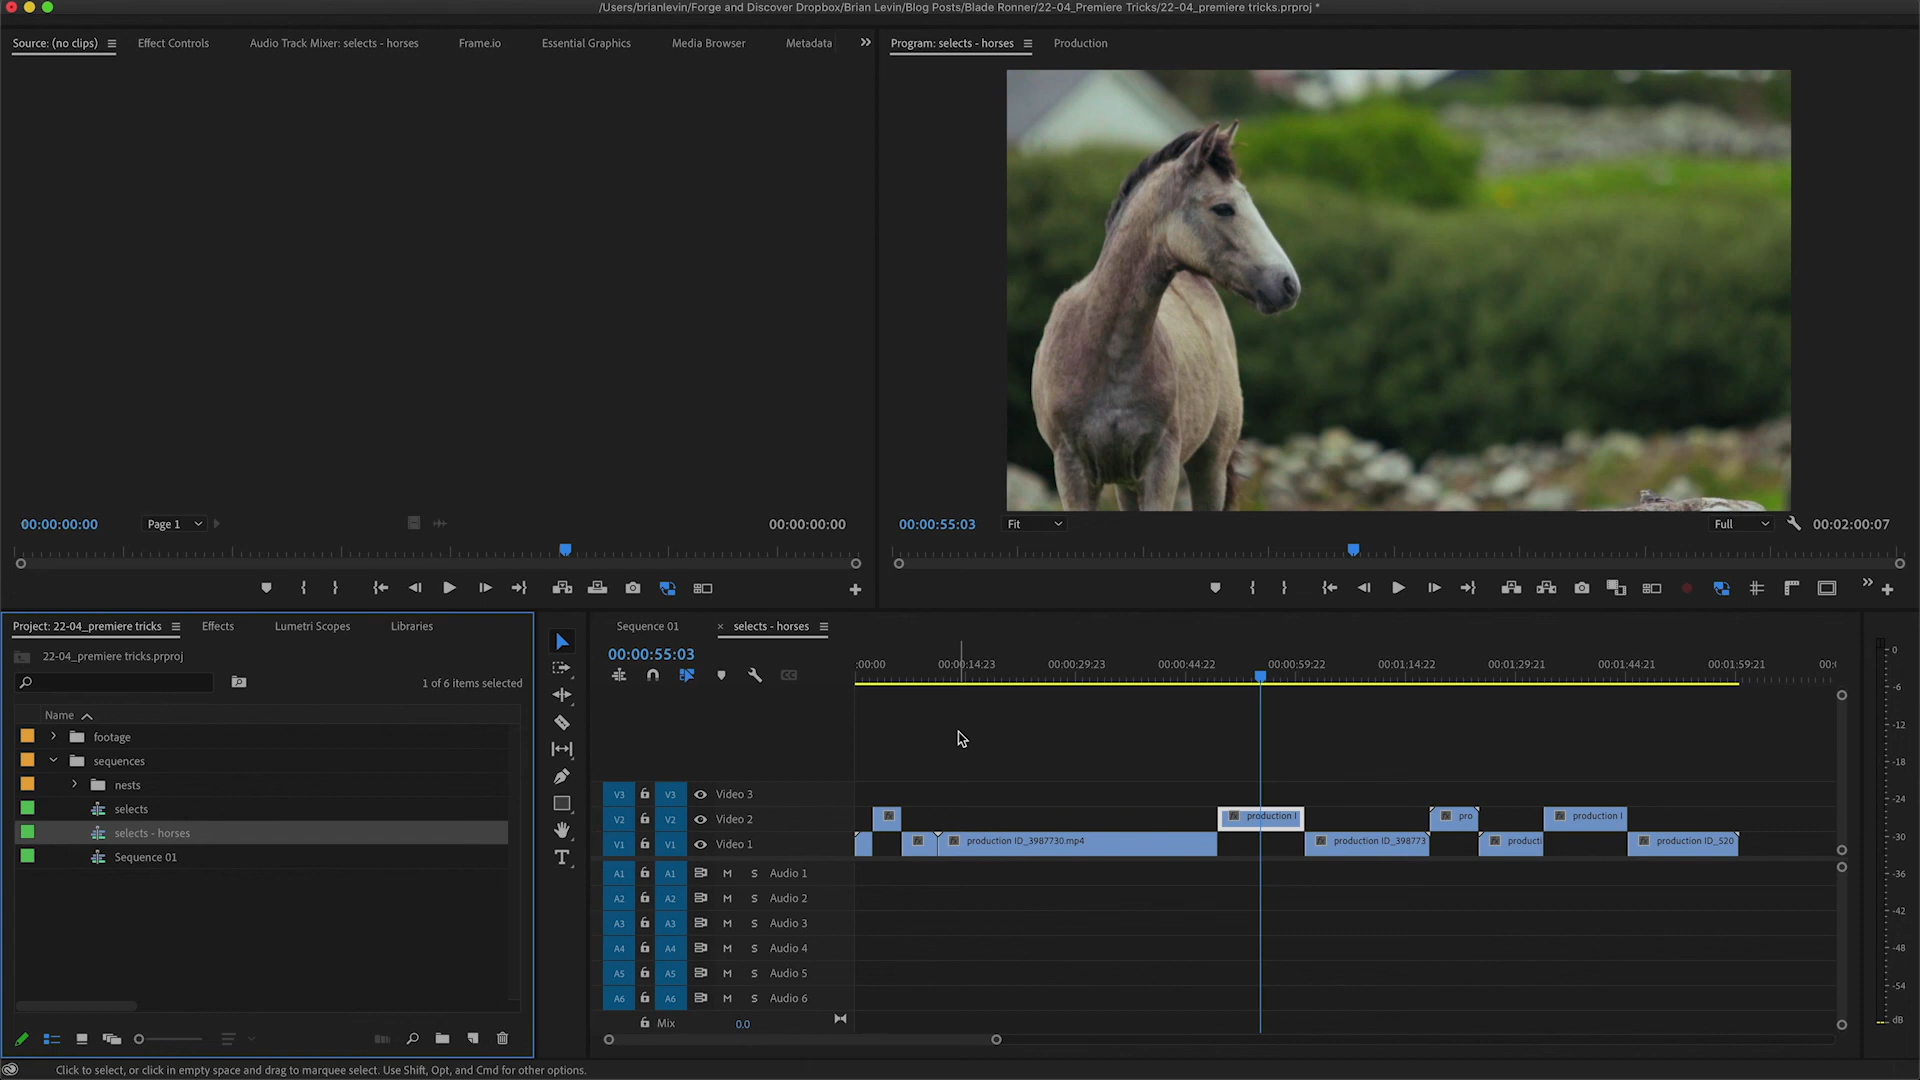 /Users/brianlevin/Forge and Discover Dropbox/Brian Levin/Blog Posts/Blade Ronner/22-04_Premiere Tricks/22-04_premiere tricks.prproj *
Source: (no clips)
Effect Controls
Audio Track Mixer: selects - horses
Frame.io
Essential Graphics
Media Browser
Metadata
Program: selects - horses
Production
00:00:00:00
Page 1
00:00:00:00
00:00:55:03
Fit
Full
00:02:00:07
Project: 22-04_premiere tricks
Effects
Lumetri Scopes
Libraries
22-04_premiere tricks.prproj
1 of 6 items selected
Name
footage
sequences
nests
selects
selects - horses
Sequence 01
Sequence 01
× selects - horses
00:00:55:03
:00:00
00:00:14:23
00:00:29:23
00:00:44:22
00:00:59:22
00:01:14:22
00:01:29:21
00:01:44:21
00:01:59:21
00:0
V3 V3 Video 3
V2 V2 Video 2
fx
fx production I
fx pro
fx production I
V1 V1 Video 1
fx
fx production ID_3987730.mp4
fx production ID_398773
fx producti
fx production ID_520
A1 A1 M S Audio 1
A2 A2 M S Audio 2
A3 A3 M S Audio 3
A4 A4 M S Audio 4
A5 A5 M S Audio 5
A6 A6 M S Audio 6
Mix 0.0
0
-6
-12
-18
-24
-30
-36
-42
-48
-54
dB
Click to select, or click in empty space and drag to marquee select. Use Shift, Opt, and Cmd for other options.